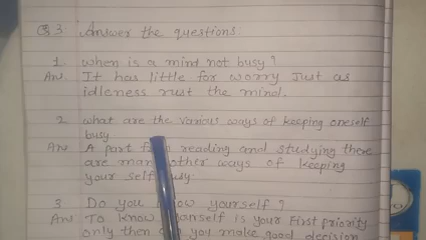 Q3 Answer the questions:
1. when is a mind not busy?
Ans. It has little for worry Just as
idleness rust the mind.
2. what are the various ways of keeping oneself
busy
Ans A part reading and studying there
are other ways of keeping
your self
3 Do you yourself?
Ans To know is your First priority
only then you make good decision